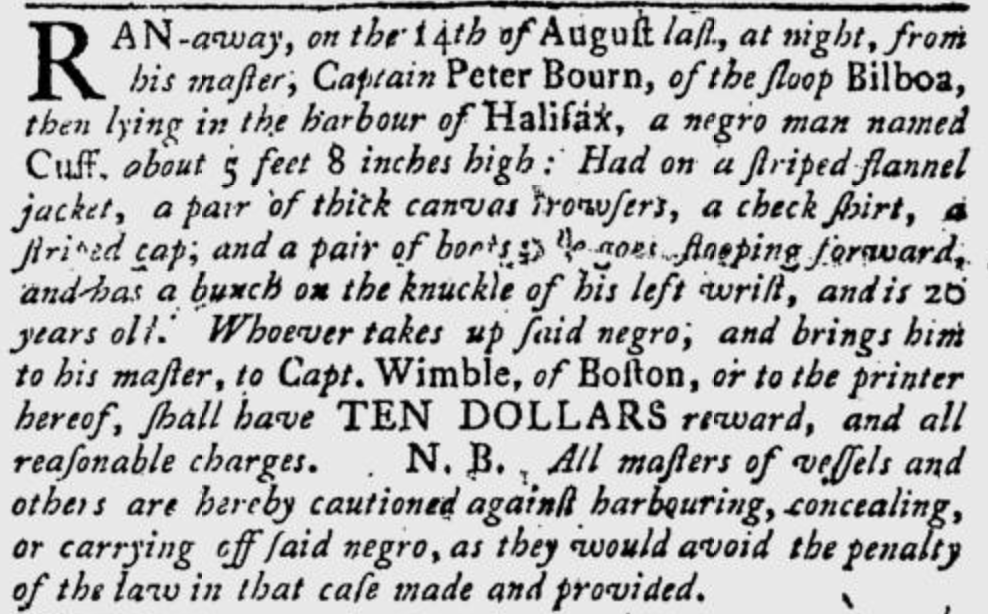 RAN-away, on the 14th of Auguſt laſt, at night, from
his maſter, Captain Peter Bourn, of the ſloop Bilboa,
then lying in the harbour of Halifax, a negro man named
Cuff, about 5 feet 8 inches high: Had on a ſtriped flannel
jacket, a pair of thick canvas trowſers, a check ſhirt, a
ſtriped cap, and a pair of boots; he goes ſtooping forward,
and has a bunch on the knuckle of his left wriſt, and is 20
years old. Whoever takes up ſaid negro, and brings him
to his maſter, to Capt. Wimble, of Boſton, or to the printer
hereof, ſhall have TEN DOLLARS reward, and all
reaſonable charges. N. B. All maſters of veſſels and
others are hereby cautioned againſt harbouring, concealing,
or carrying off ſaid negro, as they would avoid the penalty
of the law in that caſe made and provided.